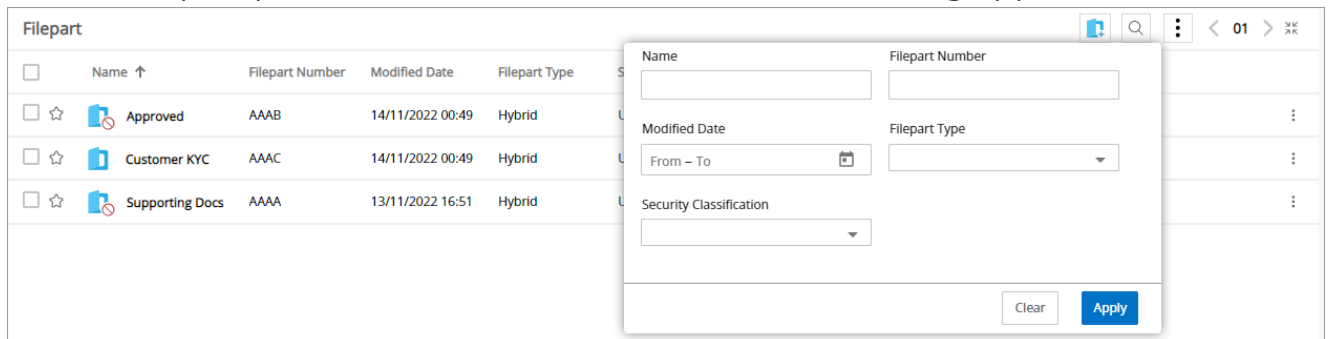 Filepart
01
Name ↑ Filepart Number Modified Date Filepart Type S
Approved AAAB 14/11/2022 00:49 Hybrid U
Customer KYC AAAC 14/11/2022 00:49 Hybrid U
Supporting Docs AAAA 13/11/2022 16:51 Hybrid U
Name Filepart Number
Modified Date Filepart Type
From – To
Security Classification
Clear Apply